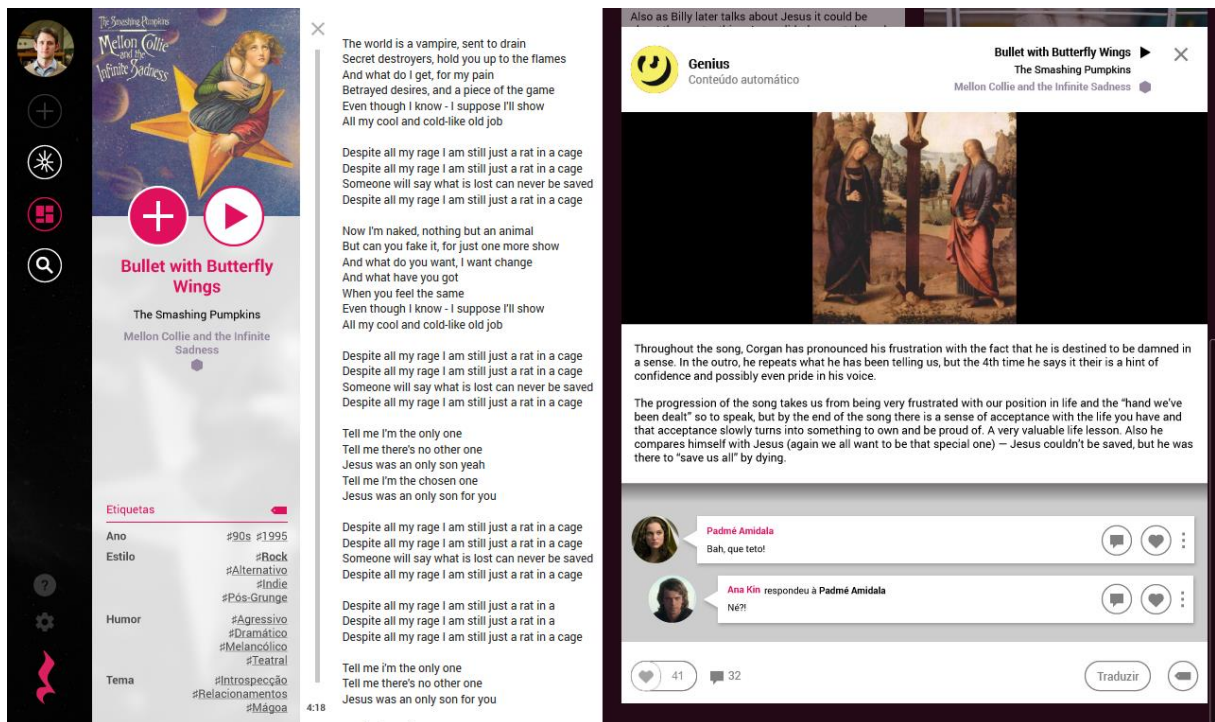 The Smashing Pumpkins
Mellon Collie
and the
Infinite Sadness
Bullet with Butterfly
Wings
The Smashing Pumpkins
Mellon Collie and the Infinite
Sadness
Etiquetas
Ano ♯90s ♯1995
Estilo ♯Rock
♯Alternativo
♯Indie
♯Pós-Grunge
Humor ♯Agressivo
♯Dramático
♯Melancólico
♯Teatral
Tema ♯Introspecção
♯Relacionamentos
♯Mágoa
The world is a vampire, sent to drain
Secret destroyers, hold you up to the flames
And what do I get, for my pain
Betrayed desires, and a piece of the game
Even though I know - I suppose I'll show
All my cool and cold-like old job
Despite all my rage I am still just a rat in a cage
Despite all my rage I am still just a rat in a cage
Someone will say what is lost can never be saved
Despite all my rage I am still just a rat in a cage
Now I'm naked, nothing but an animal
But can you fake it, for just one more show
And what do you want, I want change
And what have you got
When you feel the same
Even though I know - I suppose I'll show
All my cool and cold-like old job
Despite all my rage I am still just a rat in a cage
Despite all my rage I am still just a rat in a cage
Someone will say what is lost can never be saved
Despite all my rage I am still just a rat in a cage
Tell me I'm the only one
Tell me there's no other one
Jesus was an only son yeah
Tell me I'm the chosen one
Jesus was an only son for you
Despite all my rage I am still just a rat in a cage
Despite all my rage I am still just a rat in a cage
Someone will say what is lost can never be saved
Despite all my rage I am still just a rat in a cage
Despite all my rage I am still just a rat in a
Despite all my rage I am still just a rat in a
Despite all my rage I am still just a rat in a cage
Tell me i'm the only one
Tell me there's no other one
Jesus was an only son for you
4:18
Also as Billy later talks about Jesus it could be
Genius
Conteúdo automático
Bullet with Butterfly Wings
The Smashing Pumpkins
Mellon Collie and the Infinite Sadness
Throughout the song, Corgan has pronounced his frustration with the fact that he is destined to be damned in
a sense. In the outro, he repeats what he has been telling us, but the 4th time he says it their is a hint of
confidence and possibly even pride in his voice.
The progression of the song takes us from being very frustrated with our position in life and the “hand we've
been dealt” so to speak, but by the end of the song there is a sense of acceptance with the life you have and
that acceptance slowly turns into something to own and be proud of. A very valuable life lesson. Also he
compares himself with Jesus (again we all want to be that special one) — Jesus couldn't be saved, but he was
there to “save us all” by dying.
Padmé Amidala
Bah, que teto!
Ana Kin respondeu à Padmé Amidala
Né?!
41
32
Traduzir